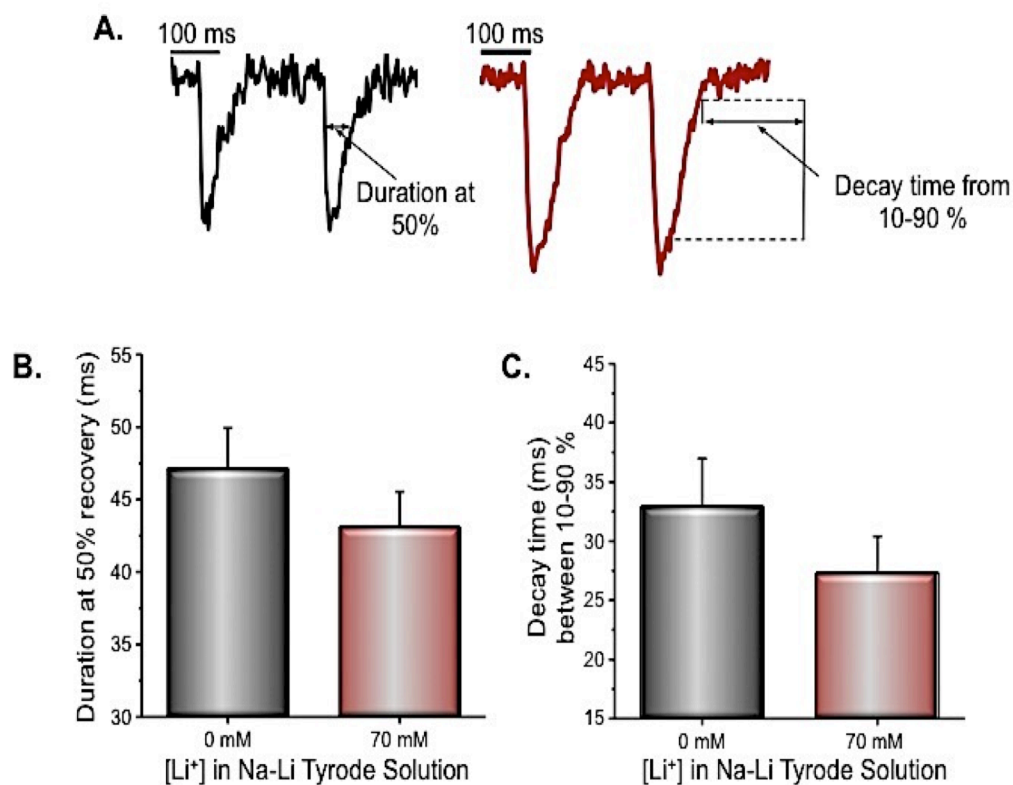 A.
100 ms
100 ms
Duration at
50%
Decay time from
10-90 %
B.
Duration at 50% recovery (ms)
55
50
45
40
35
30
0 mM
70 mM
[Li⁺] in Na-Li Tyrode Solution
C.
Decay time (ms)
between 10-90 %
45
40
35
30
25
20
15
0 mM
70 mM
[Li⁺] in Na-Li Tyrode Solution